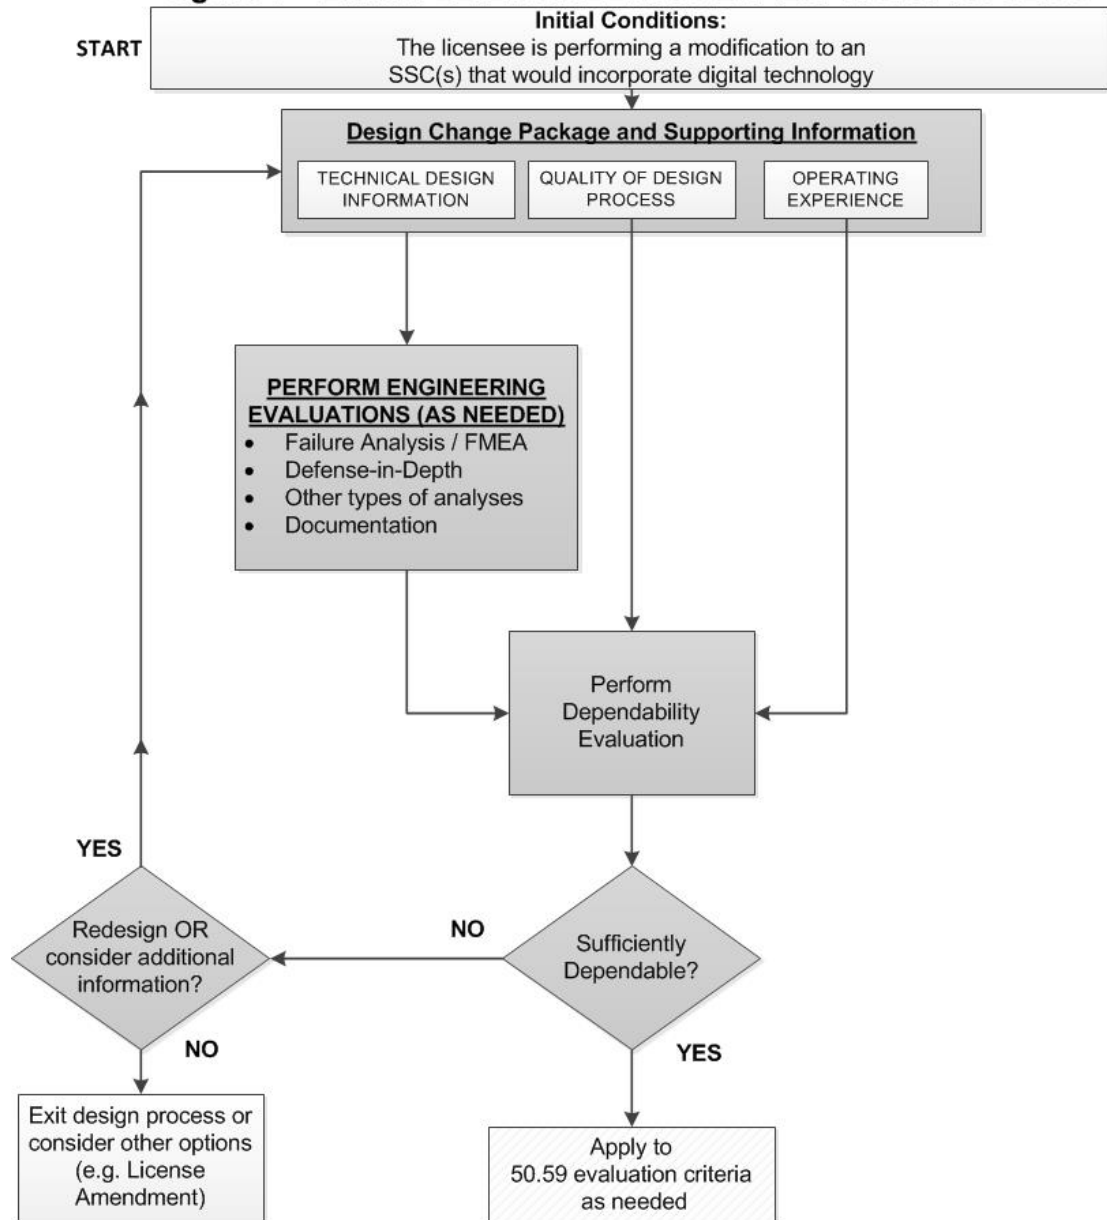 START
Initial Conditions:
The licensee is performing a modification to an
SSC(s) that would incorporate digital technology
Design Change Package and Supporting Information
TECHNICAL DESIGN
INFORMATION
QUALITY OF DESIGN
PROCESS
OPERATING
EXPERIENCE
PERFORM ENGINEERING
EVALUATIONS (AS NEEDED)
• Failure Analysis / FMEA
• Defense-in-Depth
• Other types of analyses
• Documentation
Perform
Dependability
Evaluation
YES
Redesign OR
consider additional
information?
NO
Sufficiently
Dependable?
NO
YES
Exit design process or
consider other options
(e.g. License
Amendment)
Apply to
50.59 evaluation criteria
as needed